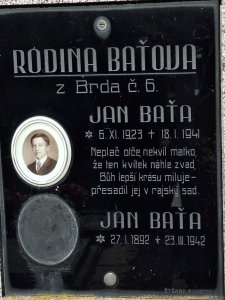 RODINA BAŤOVA
z Brda č. 6.
JAN BAŤA
* 6. XI. 1923 ✝ 18. I. 1941
Neplač otče, nekvil matko,
že ten kvítek náhle zvad,
Bůh lepší krásu miluje-
přesadil jej v rajský sad.
JAN BAŤA
* 27. I. 1892 ✝ 23. III. 1942